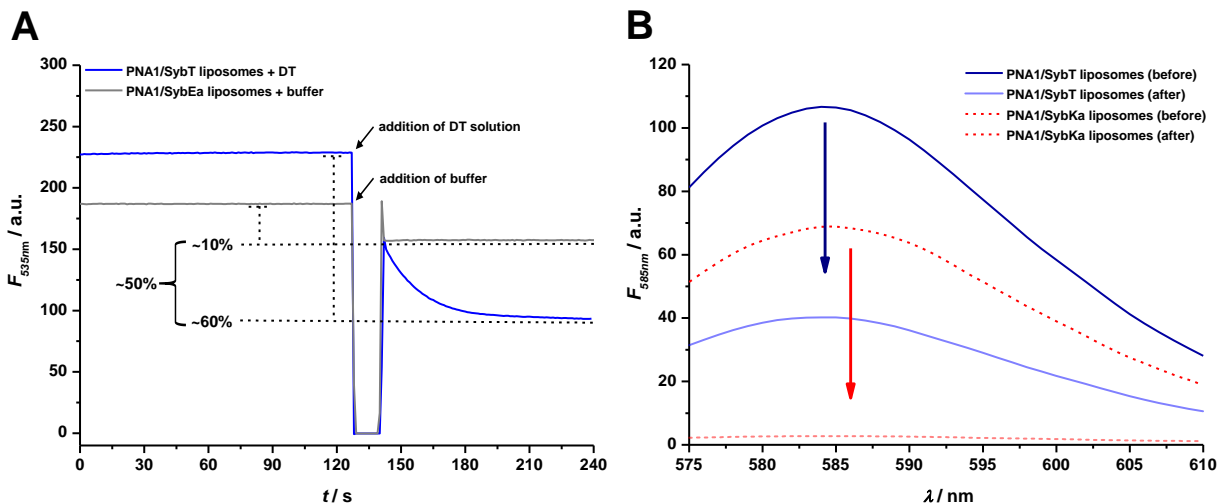 A
PNA1/SybT liposomes + DT
PNA1/SybEa liposomes + buffer
addition of DT solution
addition of buffer
~10%
~50%
~60%
300
250
200
150
100
50
0
F535nm / a.u.
0 30 60 90 120 150 180 210 240
t / s
B
PNA1/SybT liposomes (before)
PNA1/SybT liposomes (after)
PNA1/SybKa liposomes (before)
PNA1/SybKa liposomes (after)
120
100
80
60
40
20
0
F585nm / a.u.
575 580 585 590 595 600 605 610
λ / nm